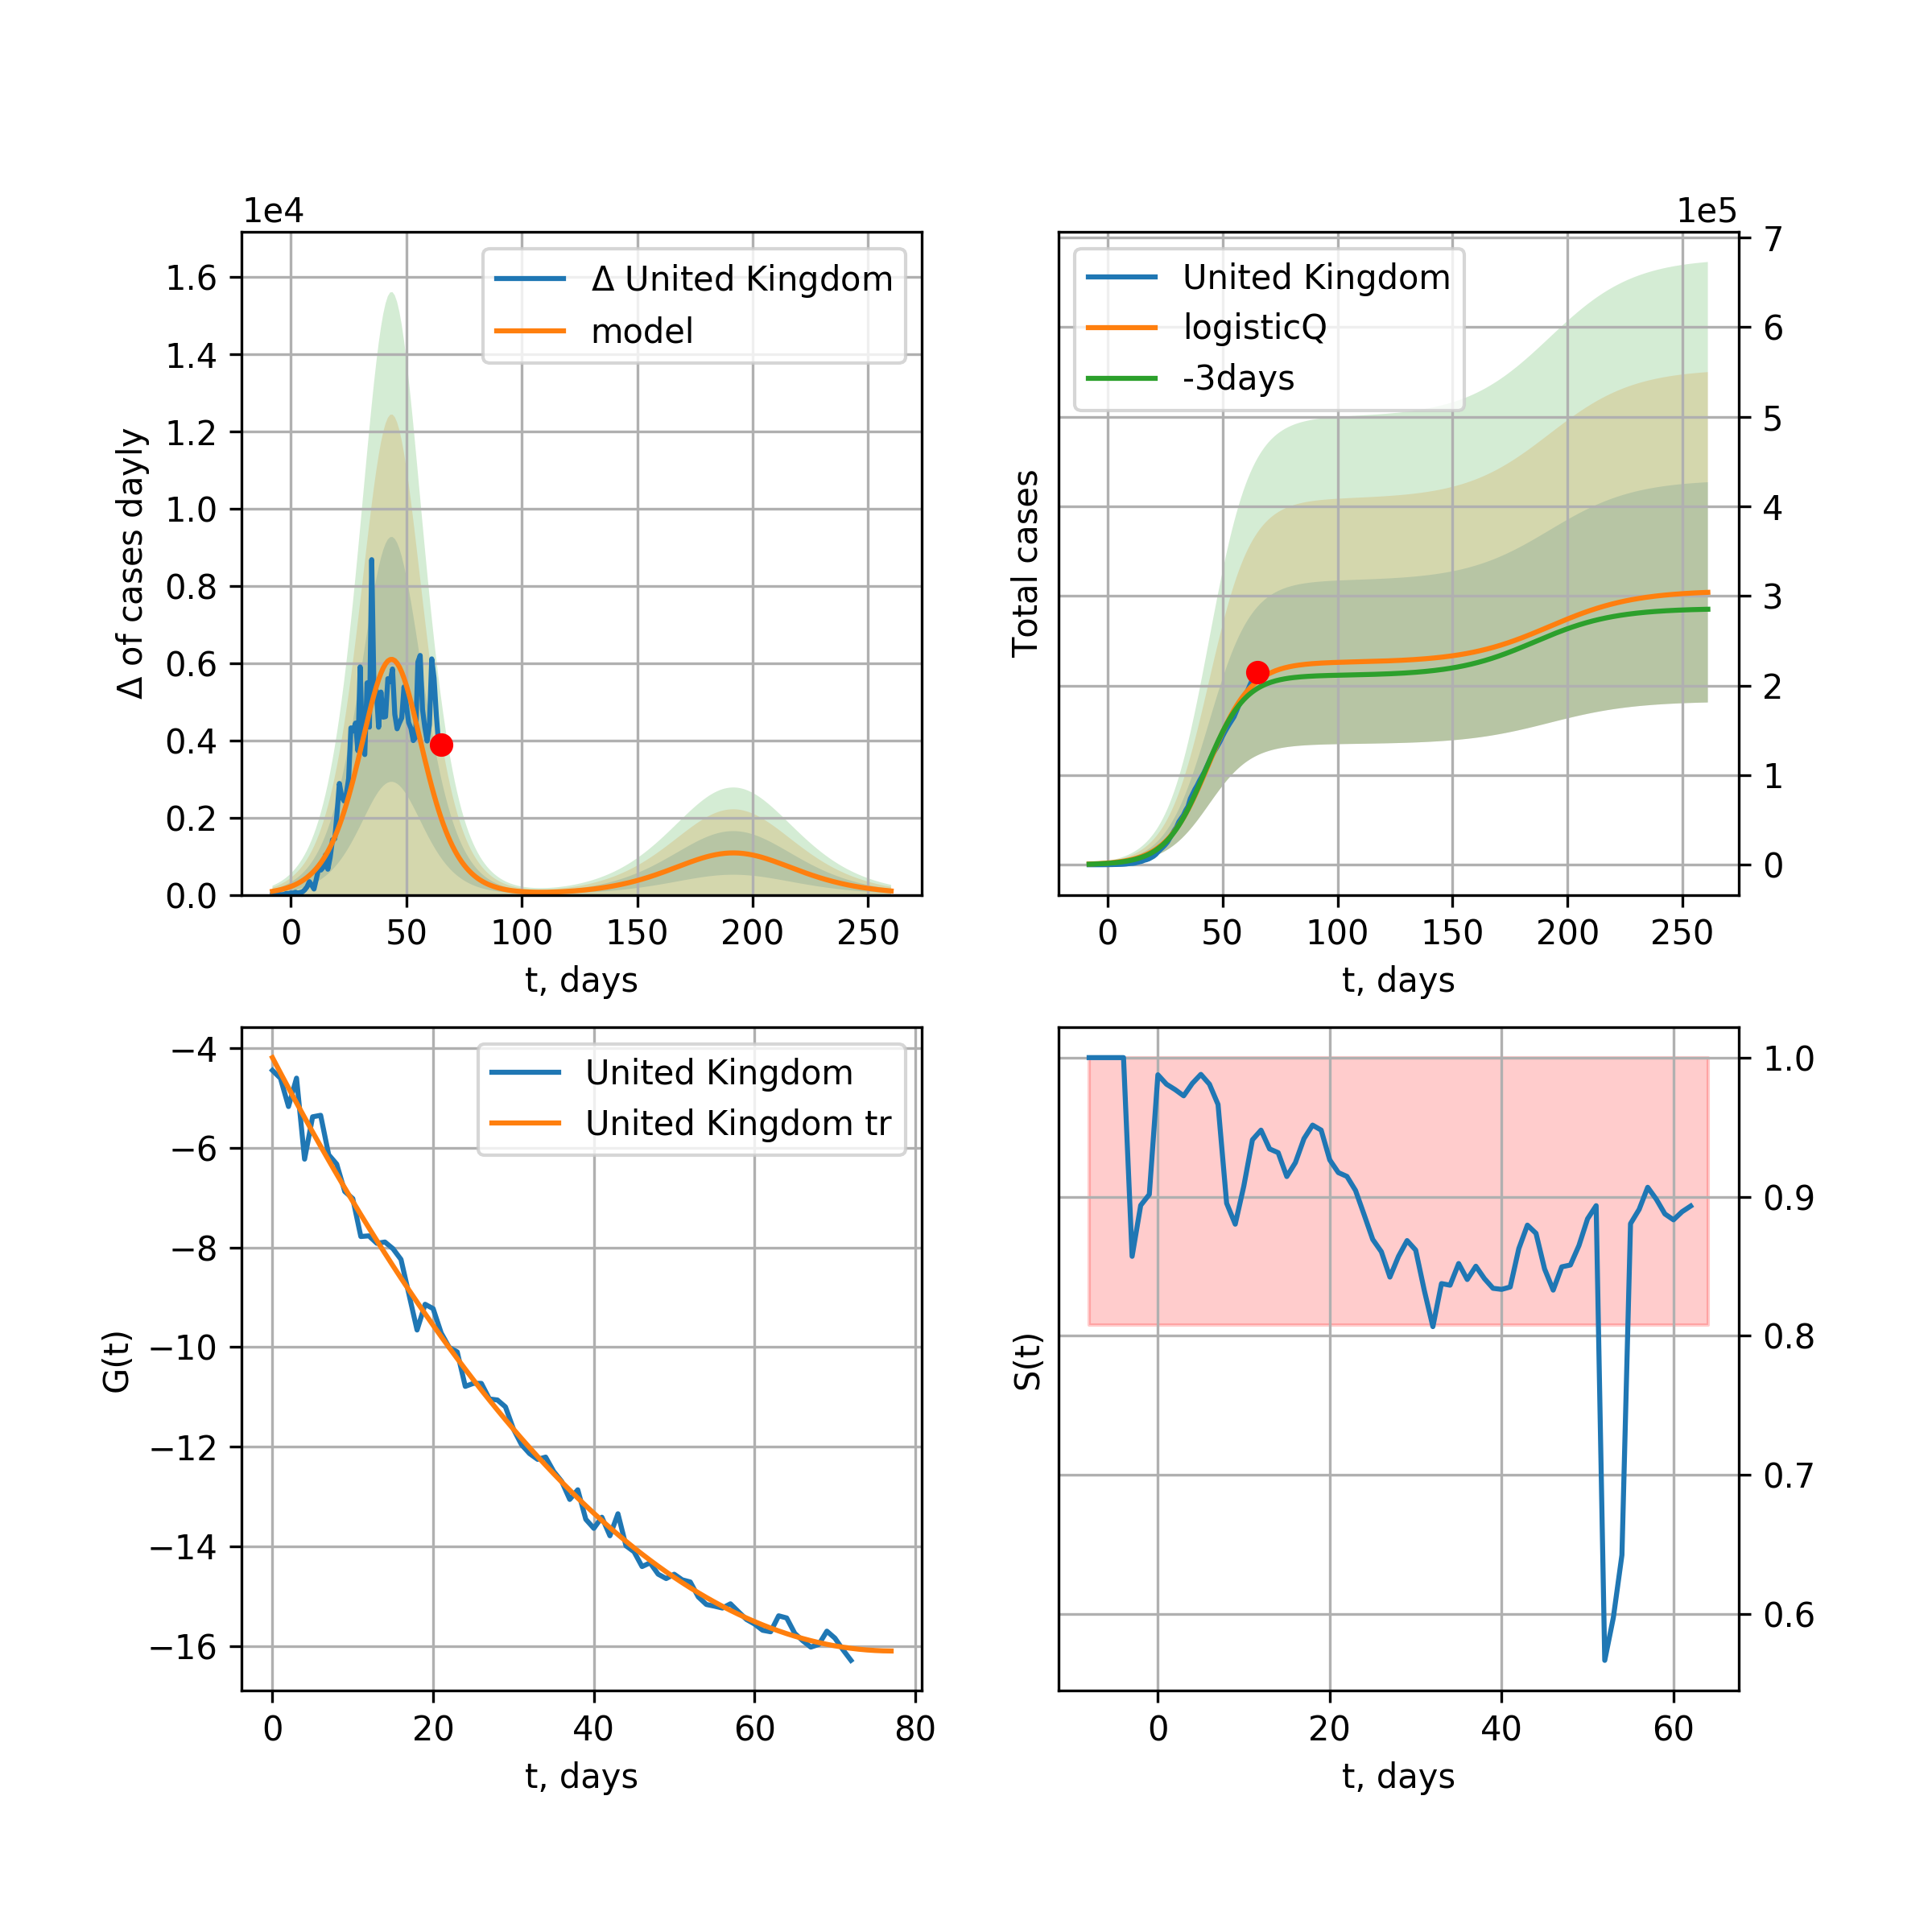 1e4
Δ of cases dayly
1.6
1.4
1.2
1.0
0.8
0.6
0.4
0.2
0.0
Δ United Kingdom
model
0 50 100 150 200 250
t, days
1e5
Total cases
United Kingdom
logisticQ
-3days
7
6
5
4
3
2
1
0
0 50 100 150 200 250
t, days
G(t)
−4
−6
−8
−10
−12
−14
−16
United Kingdom
United Kingdom tr
0 20 40 60 80
t, days
S(t)
1.0
0.9
0.8
0.7
0.6
0 20 40 60
t, days